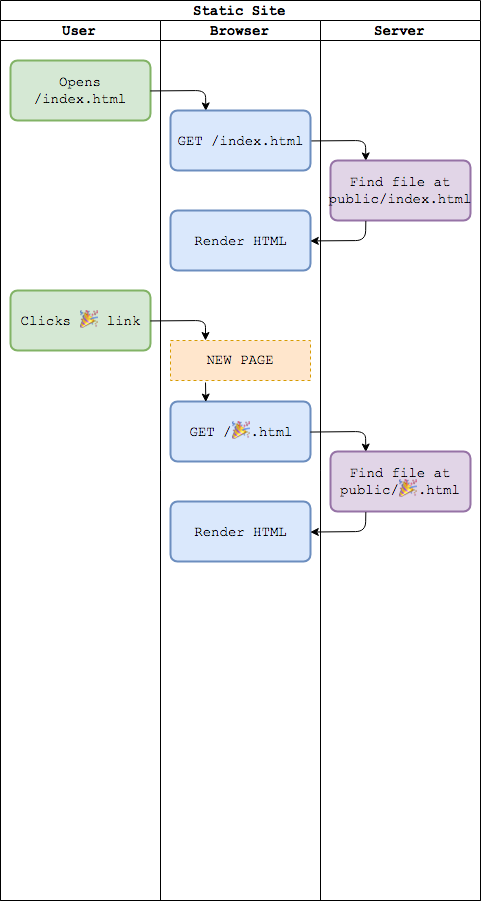 Static Site
User
Browser
Server
Opens
/index.html
GET /index.html
Find file at
public/index.html
Render HTML
Clicks 🎉 link
NEW PAGE
GET /🎉.html
Find file at
public/🎉.html
Render HTML